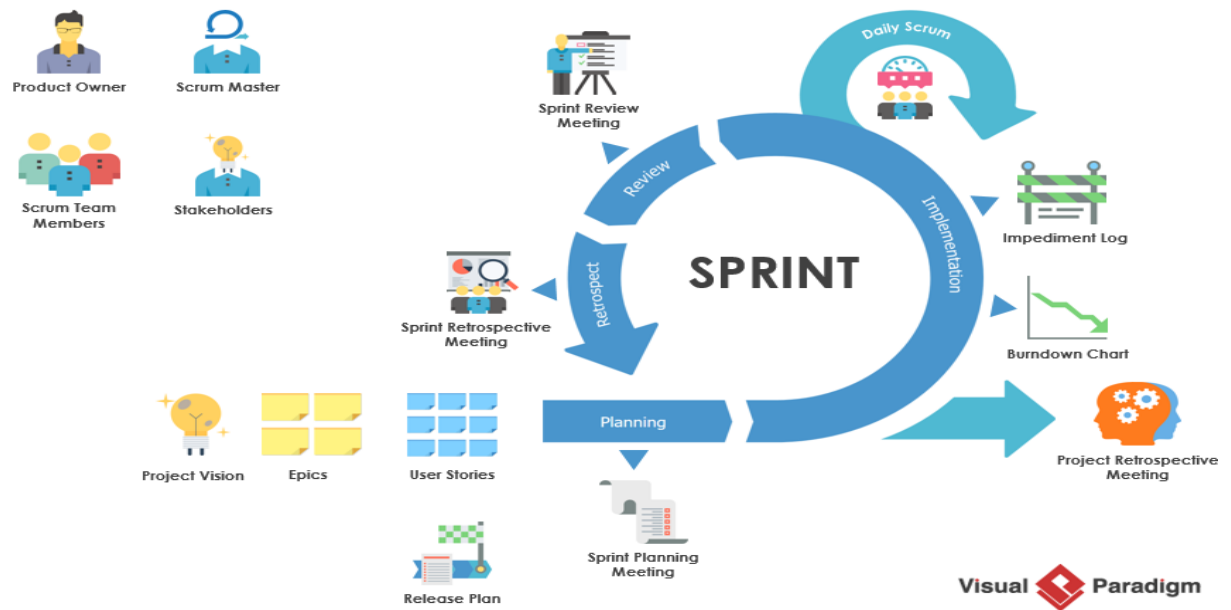 Product Owner
Scrum Master
Scrum Team
Members
Stakeholders
Sprint Review
Meeting
Daily Scrum
Review
Implementation
Impediment Log
SPRINT
Retrospect
Sprint Retrospective
Meeting
Burndown Chart
Project Vision
Epics
User Stories
Planning
Project Retrospective
Meeting
Sprint Planning
Meeting
Release Plan
Visual Paradigm